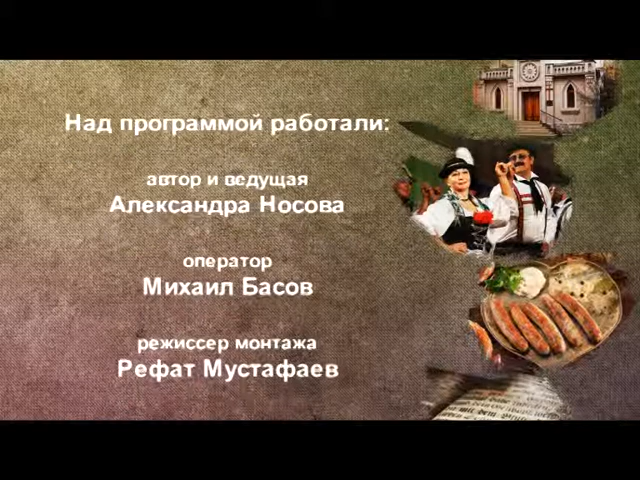 Над программой работали:
автор и ведущая
Александра Носова
оператор
Михаил Басов
режиссер монтажа
Рефат Мустафаев